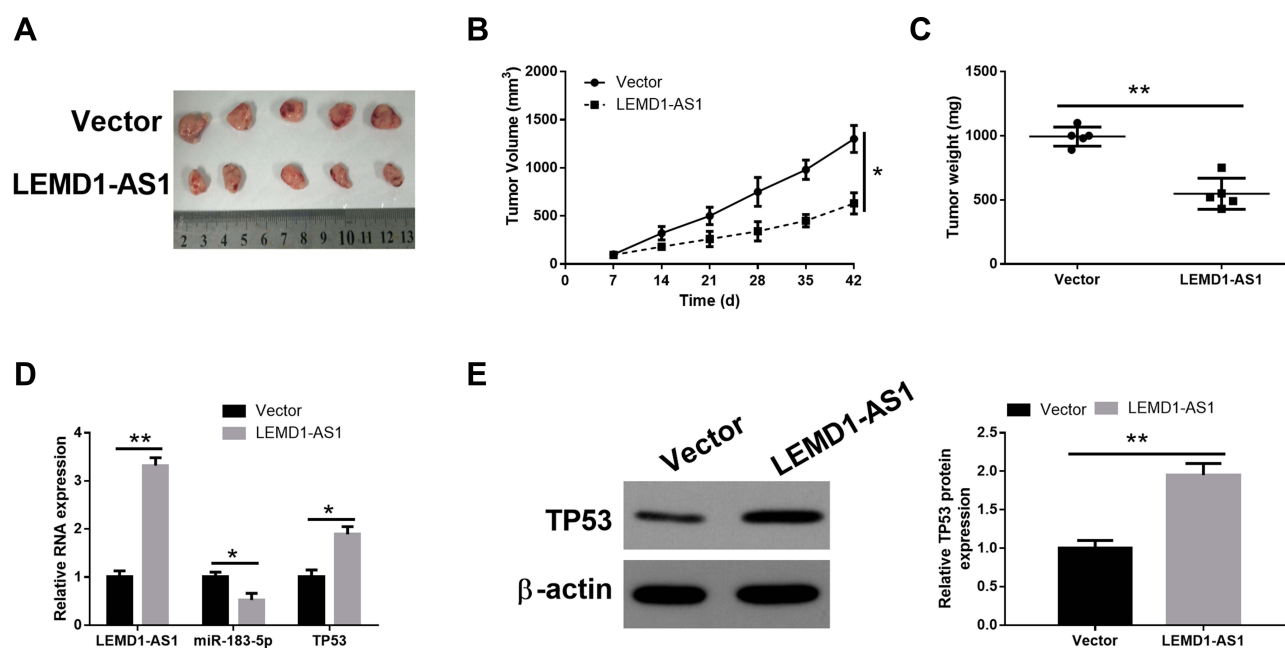 A
Vector
LEMD1-AS1
2 3 4 5 6 7 8 9 10 11 12 13
B
Tumor Volume (mm³)
2000
1500
1000
500
0
0 7 14 21 28 35 42
Time (d)
Vector
LEMD1-AS1
*
C
Tumor weight (mg)
1500
1000
500
0
**
Vector LEMD1-AS1
D
Vector
LEMD1-AS1
Relative RNA expression
4
3
2
1
0
**
*
*
LEMD1-AS1 miR-183-5p TP53
E
Vector LEMD1-AS1
TP53
β-actin
Vector LEMD1-AS1
Relative TP53 protein
expression
2.5
2.0
1.5
1.0
0.5
0.0
**
Vector LEMD1-AS1